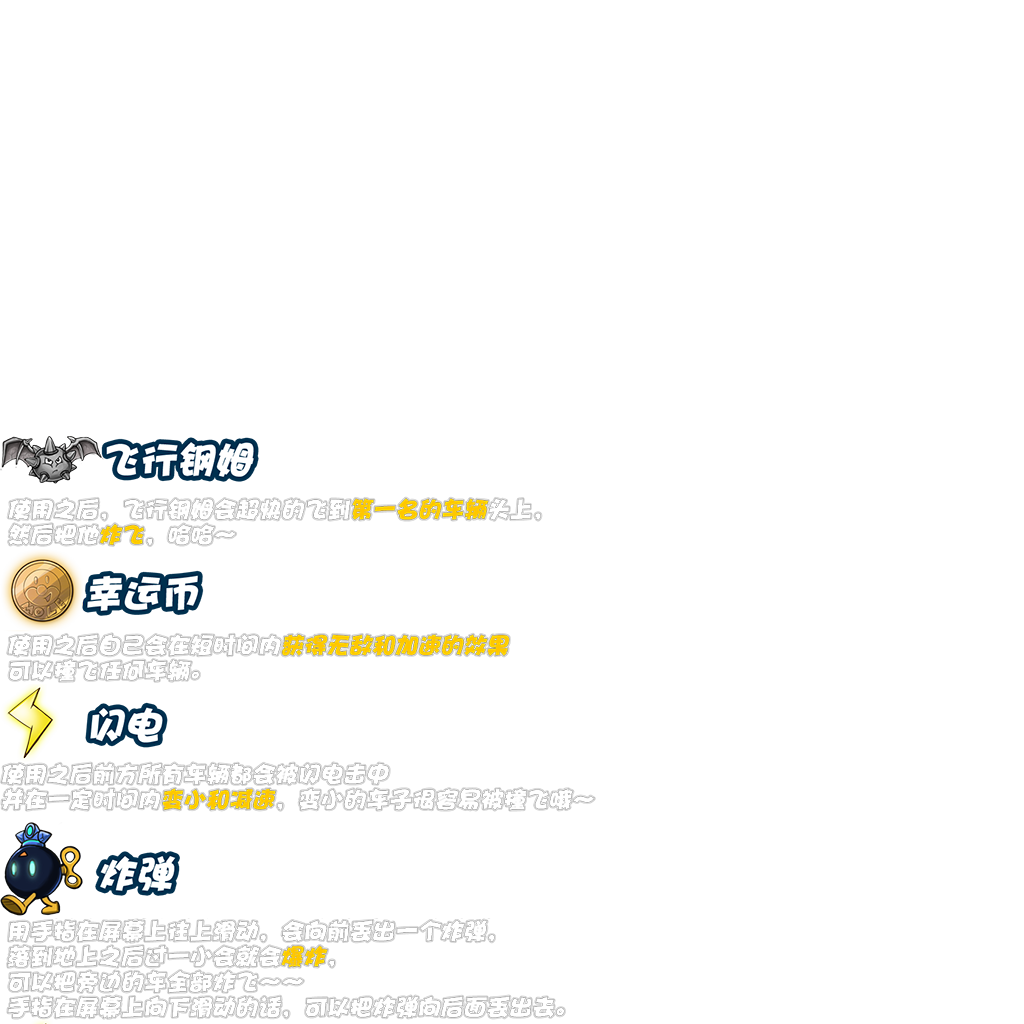 飞行钢姆
使用之后，飞行钢姆会超快的飞到第一名的车辆头上，
然后把他炸飞，哈哈～
MOLE
幸运币
使用之后自己会在短时间内获得无敌和加速的效果
可以撞飞任何车辆。
闪电
使用之后前方所有车辆都会被闪电击中
并在一定时间内变小和减速，变小的车子很容易被撞飞哦～
炸弹
用手指在屏幕上往上滑动，会向前丢出一个炸弹，
落到地上之后过一小会就会爆炸，
可以把旁边的车全部炸飞～～
手指在屏幕上向下滑动的话，可以把炸弹向后面丢出去。